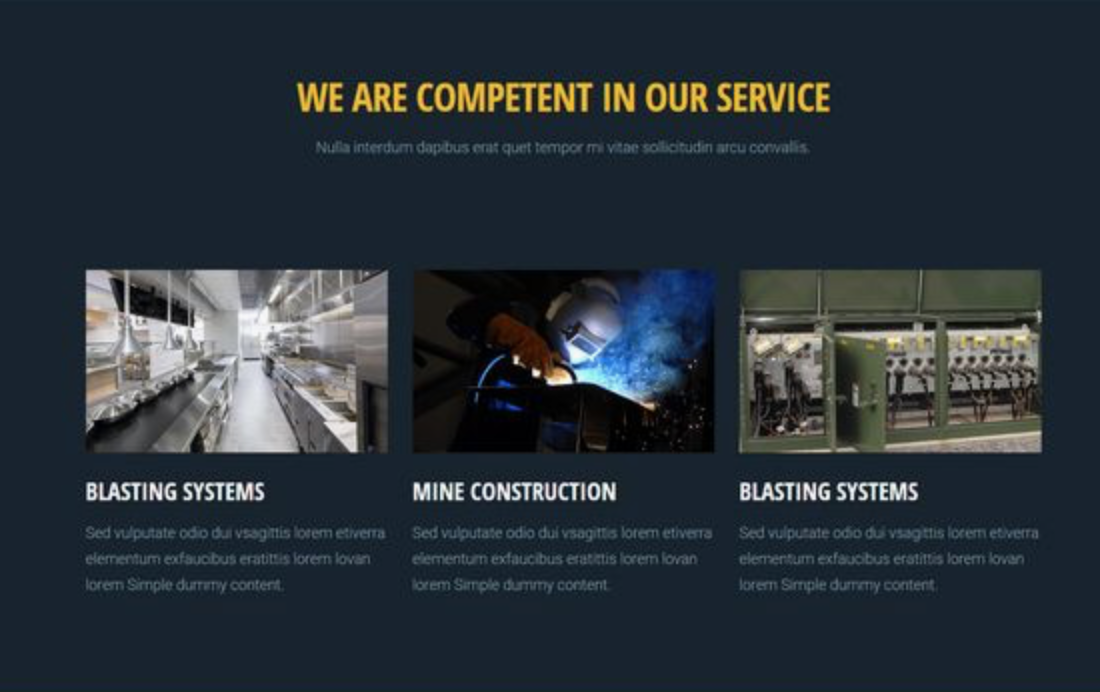 WE ARE COMPETENT IN OUR SERVICE
Nulla interdum dapibus erat quet tempor mi vitae sollicitudin arcu convallis.
BLASTING SYSTEMS
Sed vulputate odio dui vsagittis lorem etiverra
elementum exfaucibus eratittis lorem lovan
lorem Simple dummy content.
MINE CONSTRUCTION
Sed vulputate odio dui vsagittis lorem etiverra
elementum exfaucibus eratittis lorem lovan
lorem Simple dummy content.
BLASTING SYSTEMS
Sed vulputate odio dui vsagittis lorem etiverra
elementum exfaucibus eratittis lorem lovan
lorem Simple dummy content.